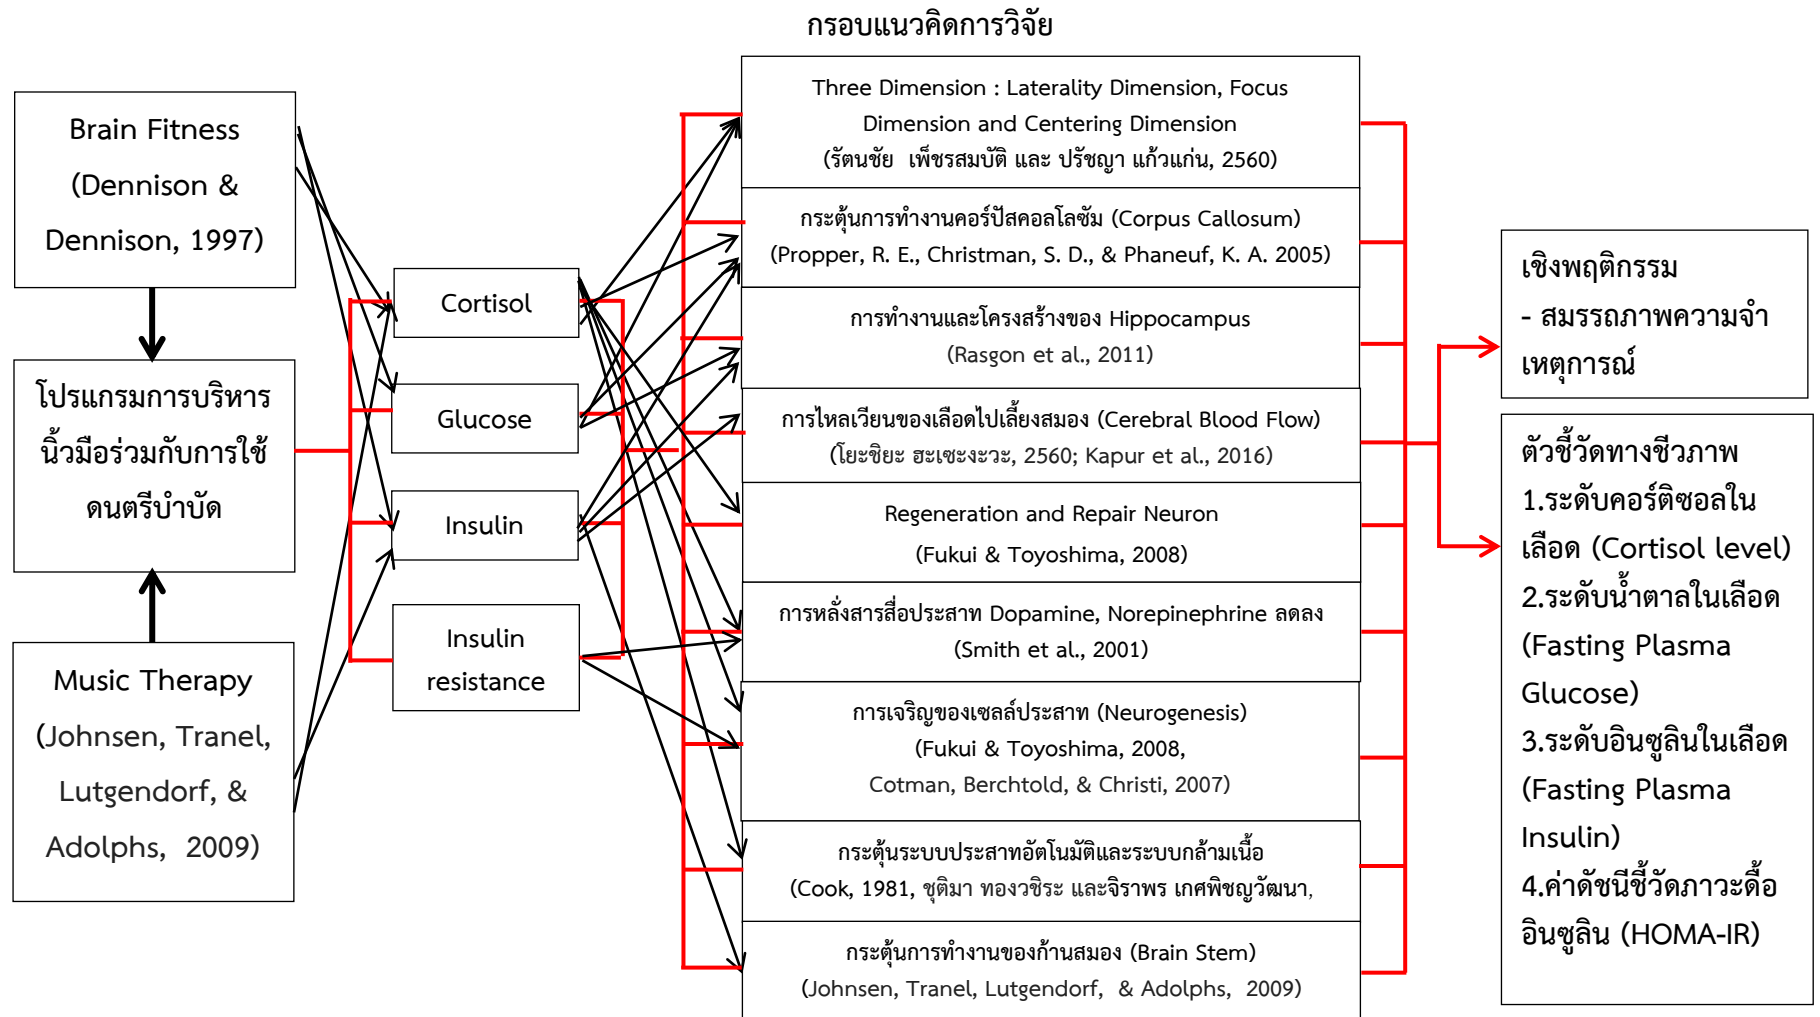 กรอบแนวคิดการวิจัย
Brain Fitness
(Dennison &
Dennison, 1997)
โปรแกรมการบริหาร
นิ้วมือร่วมกับการใช้
ดนตรีบำบัด
Music Therapy
(Johnsen, Tranel,
Lutgendorf, &
Adolphs, 2009)
Cortisol
Glucose
Insulin
Insulin
resistance
Three Dimension : Laterality Dimension, Focus
Dimension and Centering Dimension
(รัตนชัย เพ็ชรสมบัติ และ ปรัชญา แก้วแก่น, 2560)
กระตุ้นการทำงานคอร์ปัสคอลโลซัม (Corpus Callosum)
(Propper, R. E., Christman, S. D., & Phaneuf, K. A. 2005)
การทำงานและโครงสร้างของ Hippocampus
(Rasgon et al., 2011)
การไหลเวียนของเลือดไปเลี้ยงสมอง (Cerebral Blood Flow)
(โยะชิยะ ฮะเซะงะวะ, 2560; Kapur et al., 2016)
Regeneration and Repair Neuron
(Fukui & Toyoshima, 2008)
การหลั่งสารสื่อประสาท Dopamine, Norepinephrine ลดลง
(Smith et al., 2001)
การเจริญของเซลล์ประสาท (Neurogenesis)
(Fukui & Toyoshima, 2008,
Cotman, Berchtold, & Christi, 2007)
กระตุ้นระบบประสาทอัตโนมัติและระบบกล้ามเนื้อ
(Cook, 1981, ชุติมา ทองวชิระ และจิราพร เกศพิชญวัฒนา,
กระตุ้นการทำงานของก้านสมอง (Brain Stem)
(Johnsen, Tranel, Lutgendorf, & Adolphs, 2009)
เชิงพฤติกรรม
- สมรรถภาพความจำ
เหตุการณ์
ตัวชี้วัดทางชีวภาพ
1.ระดับคอร์ติซอลใน
เลือด (Cortisol level)
2.ระดับน้ำตาลในเลือด
(Fasting Plasma
Glucose)
3.ระดับอินซูลินในเลือด
(Fasting Plasma
Insulin)
4.ค่าดัชนีชี้วัดภาวะดื้อ
อินซูลิน (HOMA-IR)